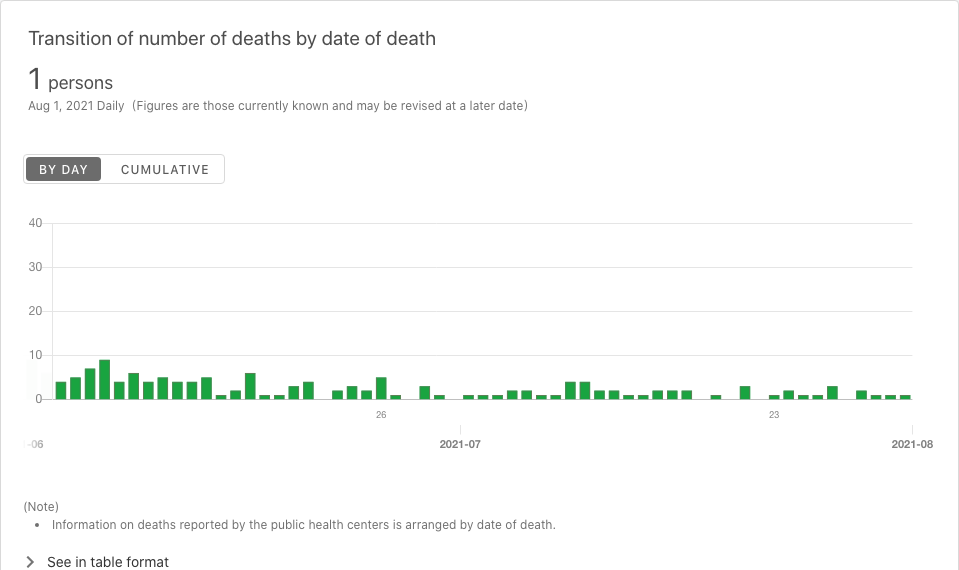 Transition of number of deaths by date of death
1 persons
Aug 1, 2021 Daily (Figures are those currently known and may be revised at a later date)
BY DAY CUMULATIVE
40
30
20
10
0
26 23
-06 2021-07 2021-08
(Note)
• Information on deaths reported by the public health centers is arranged by date of death.
See in table format